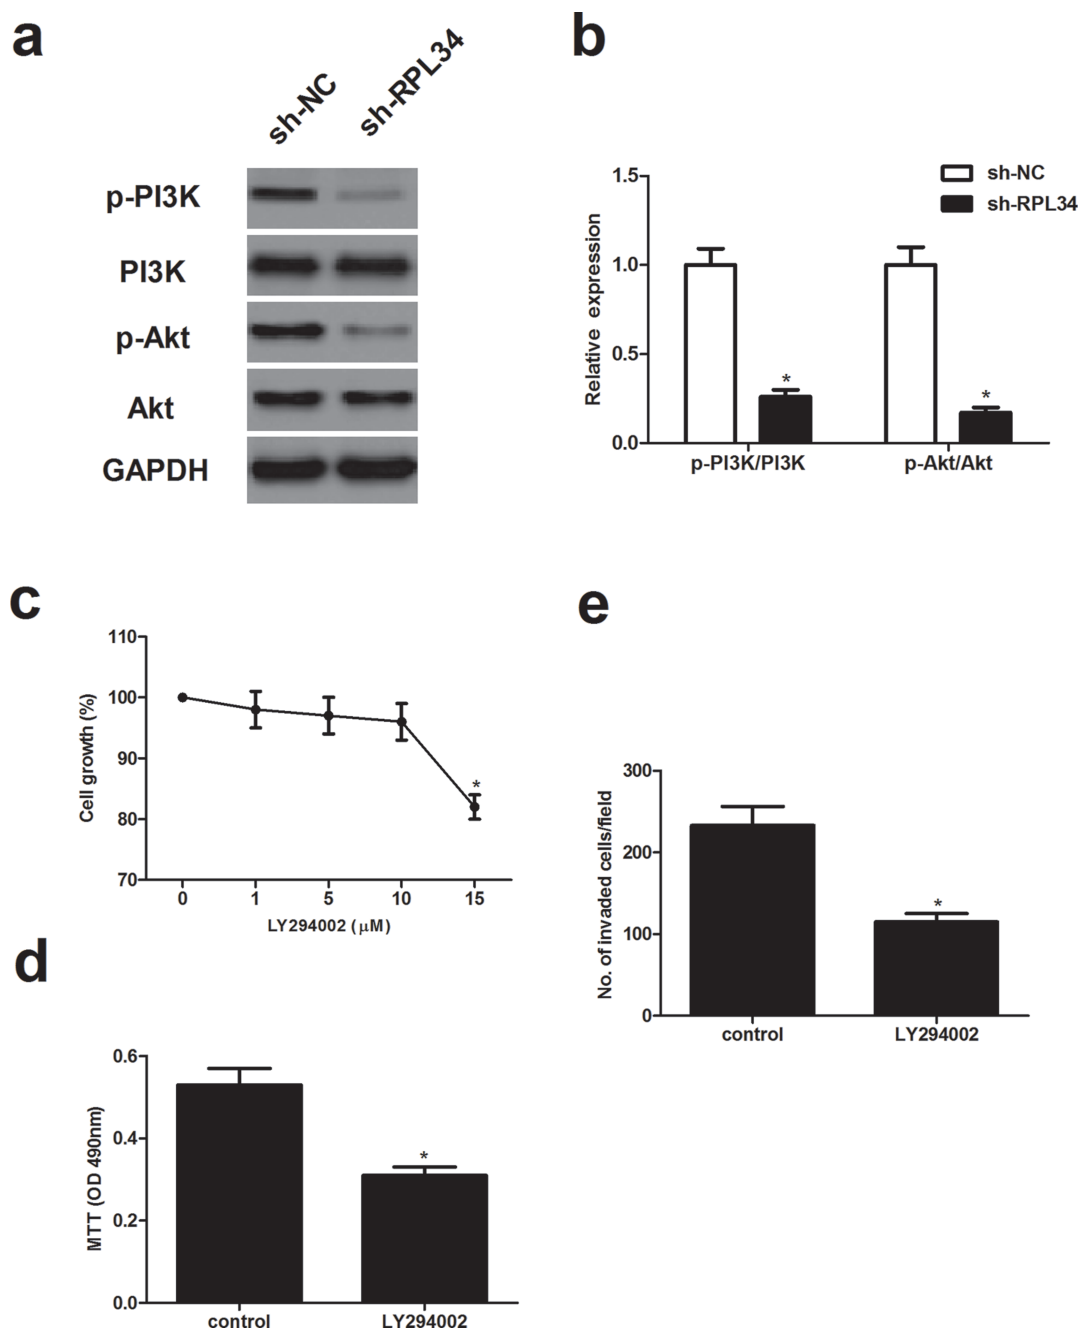 a
sh-NC
sh-RPL34
p-PI3K
PI3K
p-Akt
Akt
GAPDH
b
sh-NC
sh-RPL34
Relative expression
1.5
1.0
0.5
0.0
*
*
p-PI3K/PI3K
p-Akt/Akt
c
Cell growth (%)
110
100
90
80
70
*
0 1 5 10 15
LY294002 (μM)
d
MTT (OD 490nm)
0.6
0.4
0.2
0.0
*
control
LY294002
e
No. of invaded cells/field
300
200
100
0
*
control
LY294002